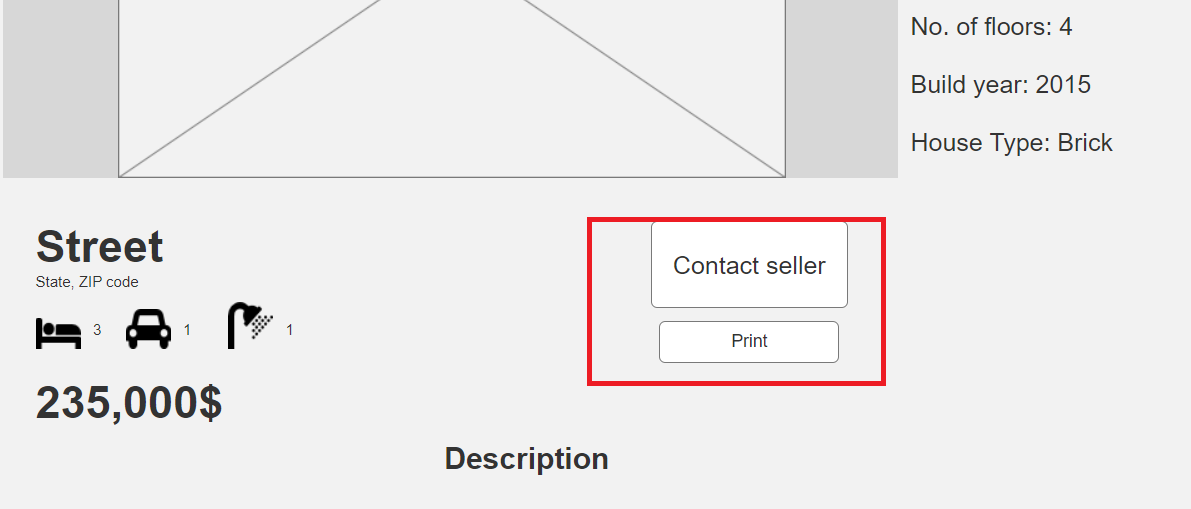 No. of floors: 4
Build year: 2015
House Type: Brick
Street
State, ZIP code
3 1 1
235,000$
Contact seller
Print
Description